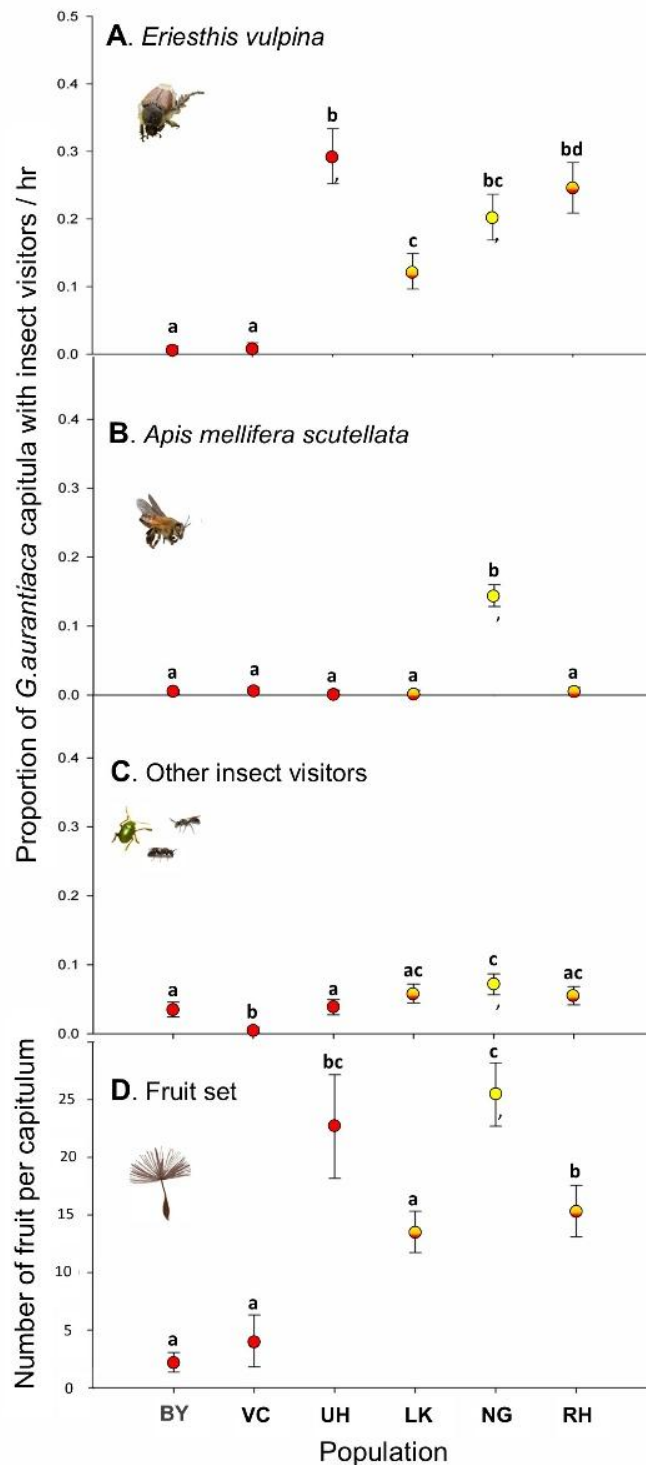 Proportion of G.aurantiaca capitula with insect visitors / hr
A. Eriesthis vulpina
0.5
0.4
0.3
0.2
0.1
0.0
a
a
b
c
bc
bd
,
,
B. Apis mellifera scutellata
0.4
0.3
0.2
0.1
0.0
a
a
a
a
b
a
,
C. Other insect visitors
0.4
0.3
0.2
0.1
0.0
a
b
a
ac
c
ac
,
Number of fruit per capitulum
D. Fruit set
25
20
15
10
5
0
a
a
bc
a
c
b
,
BY VC UH LK NG RH
Population